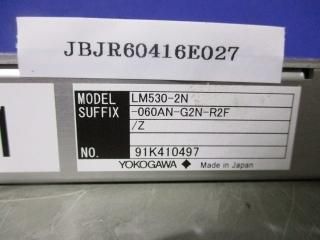 JBJR60416E027
MODEL LM530-2N
SUFFIX -060AN-G2N-R2F
/Z
NO. 91K410497
YOKOGAWA Made in Japan